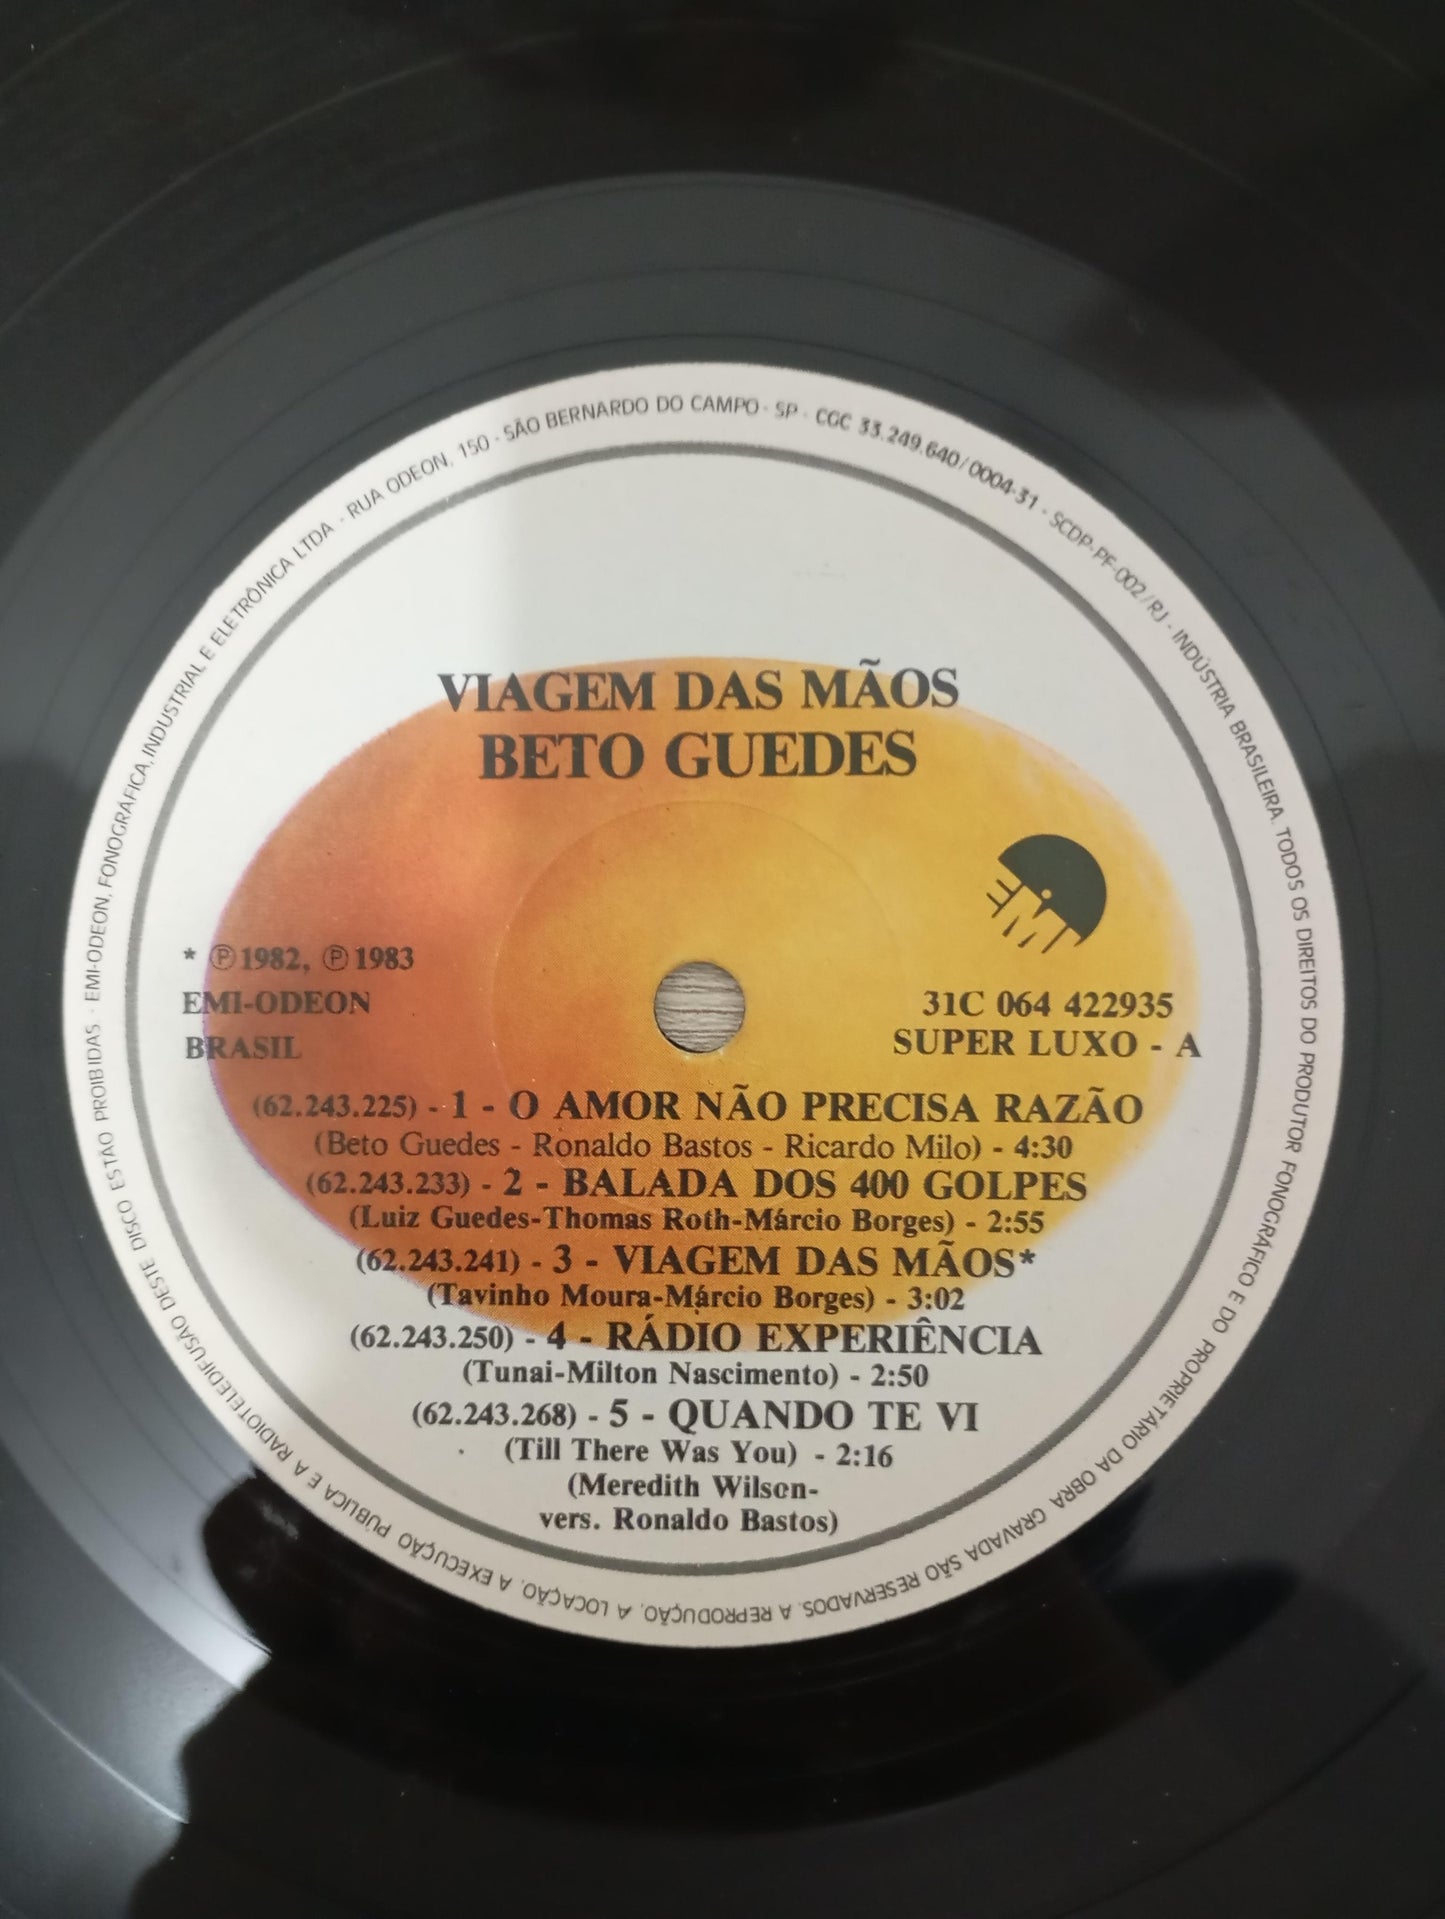 EMI-ODEON, FONOGRÁFICA, INDUSTRIAL E ELETRÔNICA LTDA · RUA ODEON, 150 · SÃO BERNARDO DO CAMPO · SP · CGC 33.249.640/0004-31 · SCDP-PF-002/RJ · INDÚSTRIA BRASILEIRA. TODOS OS DIREITOS DO PRODUTOR FONOGRÁFICO E DO PROPRIETÁRIO DA OBRA GRAVADA SÃO RESERVADOS. A REPRODUÇÃO, A LOCAÇÃO, A EXECUÇÃO PÚBLICA E A RADIOTELEDIFUSÃO DESTE DISCO ESTÃO PROIBIDAS ·
VIAGEM DAS MÃOS
BETO GUEDES
EMI
* ℗1982, ℗1983
EMI-ODEON
BRASIL
31C 064 422935
SUPER LUXO - A
(62.243.225) - 1 - O AMOR NÃO PRECISA RAZÃO
(Beto Guedes - Ronaldo Bastos - Ricardo Milo) - 4:30
(62.243.233) - 2 - BALADA DOS 400 GOLPES
(Luiz Guedes-Thomas Roth-Márcio Borges) - 2:55
(62.243.241) - 3 - VIAGEM DAS MÃOS*
(Tavinho Moura-Márcio Borges) - 3:02
(62.243.250) - 4 - RÁDIO EXPERIÊNCIA
(Tunai-Milton Nascimento) - 2:50
(62.243.268) - 5 - QUANDO TE VI
(Till There Was You) - 2:16
(Meredith Wilson-
vers. Ronaldo Bastos)